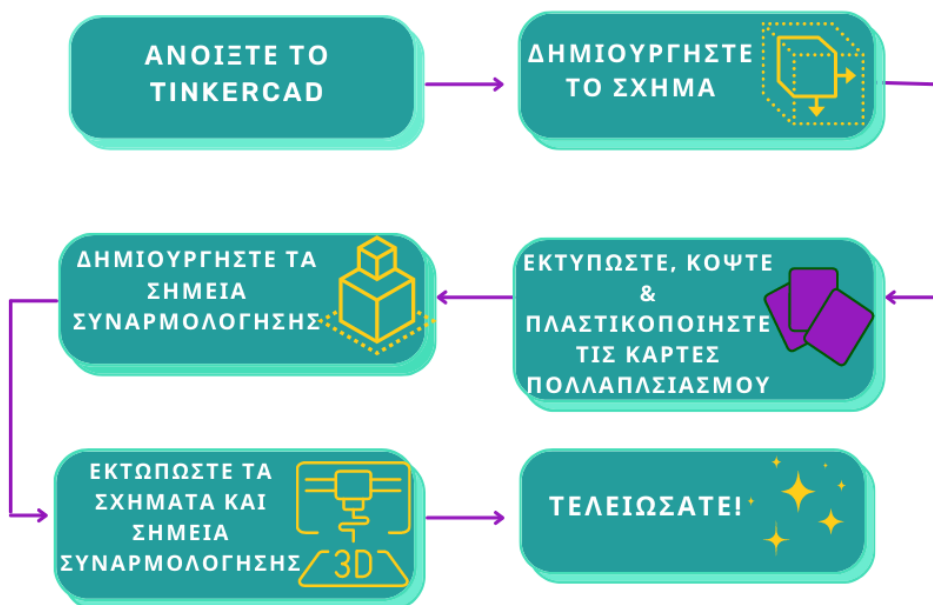 ΑΝΟΙΞΤΕ ΤΟ
TINKERCAD
ΔΗΜΙΟΥΡΓΗΣΤΕ
ΤΟ ΣΧΗΜΑ
ΕΚΤΥΠΩΣΤΕ, ΚΟΨΤΕ
&
ΠΛΑΣΤΙΚΟΠΟΙΗΣΤΕ
ΤΙΣ ΚΑΡΤΕΣ
ΠΟΛΛΑΠΛΣΙΑΣΜΟΥ
ΔΗΜΙΟΥΡΓΗΣΤΕ ΤΑ
ΣΗΜΕΙΑ
ΣΥΝΑΡΜΟΛΟΓΗΣΗΣ
ΕΚΤΩΠΩΣΤΕ ΤΑ
ΣΧΗΜΑΤΑ ΚΑΙ
ΣΗΜΕΙΑ
ΣΥΝΑΡΜΟΛΟΓΗΣΗΣ
3D
ΤΕΛΕΙΩΣΑΤΕ!